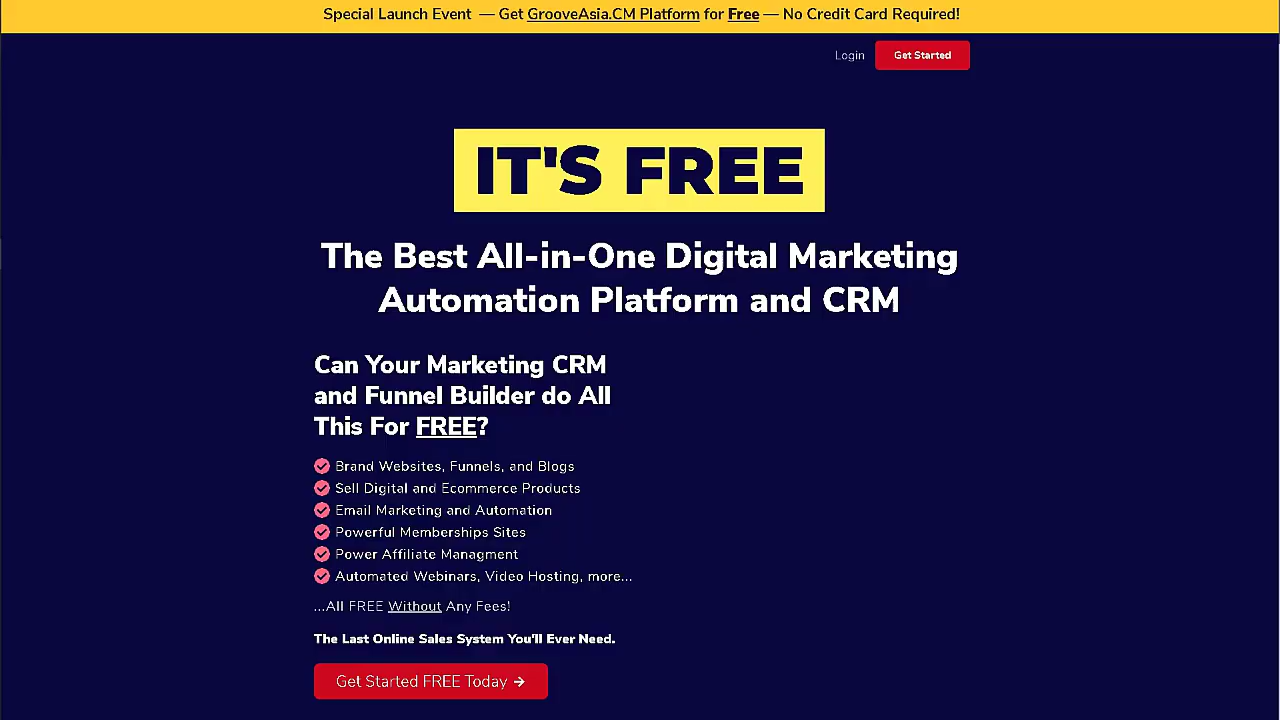 Special Launch Event — Get GrooveAsia.CM Platform for Free — No Credit Card Required!
Login
Get Started
IT'S FREE
The Best All-in-One Digital Marketing
Automation Platform and CRM
Can Your Marketing CRM
and Funnel Builder do All
This For FREE?
Brand Websites, Funnels, and Blogs
Sell Digital and Ecommerce Products
Email Marketing and Automation
Powerful Memberships Sites
Power Affiliate Managment
Automated Webinars, Video Hosting, more...
...All FREE Without Any Fees!
The Last Online Sales System You'll Ever Need.
Get Started FREE Today →